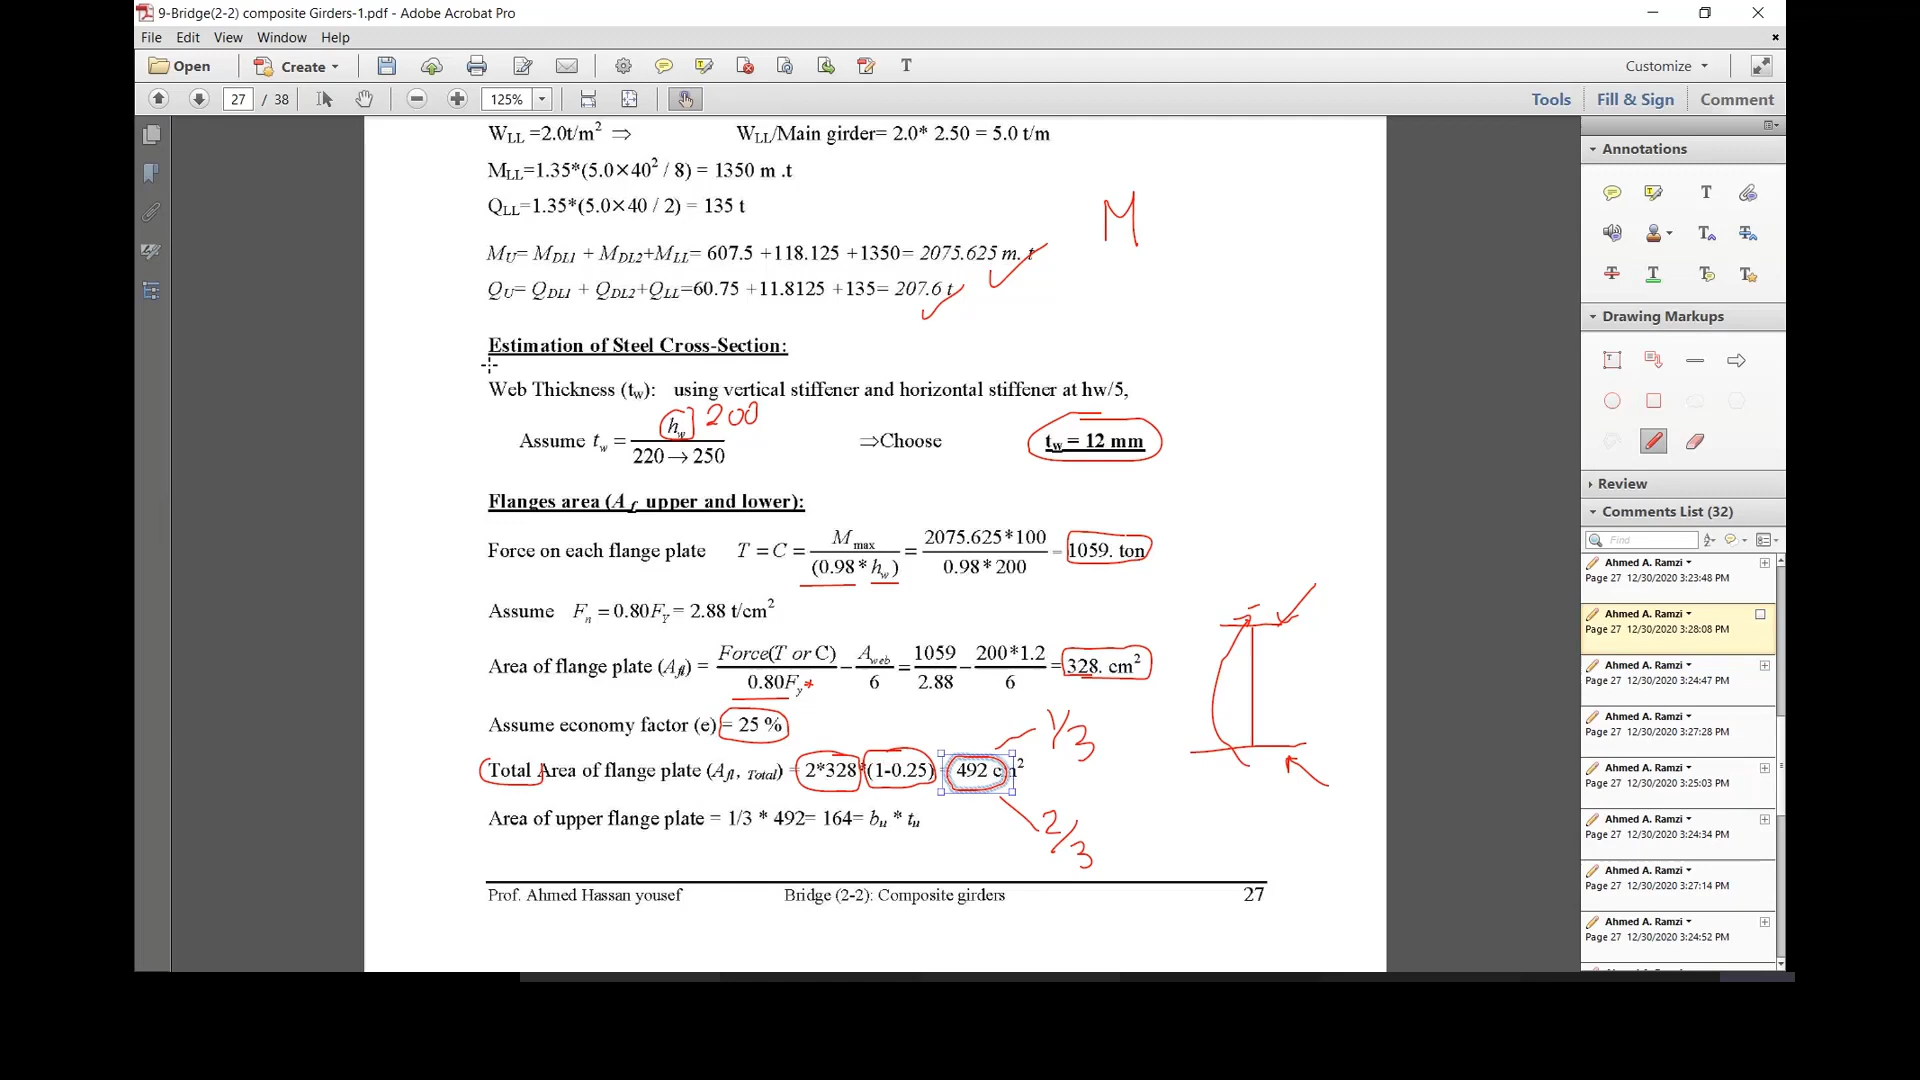 9-Bridge(2-2) composite Girders-1.pdf - Adobe Acrobat Pro
File Edit View Window Help
Open Create Customize
27 / 38 125% Tools Fill & Sign Comment
W_LL =2.0t/m² ⇒ W_LL/Main girder= 2.0* 2.50 = 5.0 t/m
M_LL=1.35*(5.0×40² / 8) = 1350 m .t
Q_LL=1.35*(5.0×40 / 2) = 135 t
M
M_U= M_DL1 + M_DL2+M_LL= 607.5 +118.125 +1350= 2075.625 m. t
Q_U= Q_DL1 + Q_DL2+Q_LL=60.75 +11.8125 +135= 207.6 t
Estimation of Steel Cross-Section:
Web Thickness (t_w): using vertical stiffener and horizontal stiffener at hw/5,
200
Assume t_w = h_w / 220 → 250 ⇒Choose t_w = 12 mm
Flanges area (A_f upper and lower):
Force on each flange plate T = C = M_max / (0.98 * h_w) = 2075.625*100 / 0.98 * 200 = 1059. ton
Assume F_n = 0.80F_Y = 2.88 t/cm²
Area of flange plate (A_fl) = Force(T or C) / 0.80F_y - A_web / 6 = 1059 / 2.88 - 200*1.2 / 6 = 328. cm²
Assume economy factor (e) = 25 %
1/3
Total Area of flange plate (A_fl, Total) = 2*328*(1-0.25) = 492 cm²
Area of upper flange plate = 1/3 * 492= 164= b_u * t_u
2/3
Prof. Ahmed Hassan yousef Bridge (2-2): Composite girders 27
Annotations
Drawing Markups
Review
Comments List (32)
Find
Ahmed A. Ramzi
Page 27 12/30/2020 3:23:48 PM
Ahmed A. Ramzi
Page 27 12/30/2020 3:28:08 PM
Ahmed A. Ramzi
Page 27 12/30/2020 3:24:47 PM
Ahmed A. Ramzi
Page 27 12/30/2020 3:27:28 PM
Ahmed A. Ramzi
Page 27 12/30/2020 3:25:03 PM
Ahmed A. Ramzi
Page 27 12/30/2020 3:24:34 PM
Ahmed A. Ramzi
Page 27 12/30/2020 3:27:14 PM
Ahmed A. Ramzi
Page 27 12/30/2020 3:24:52 PM